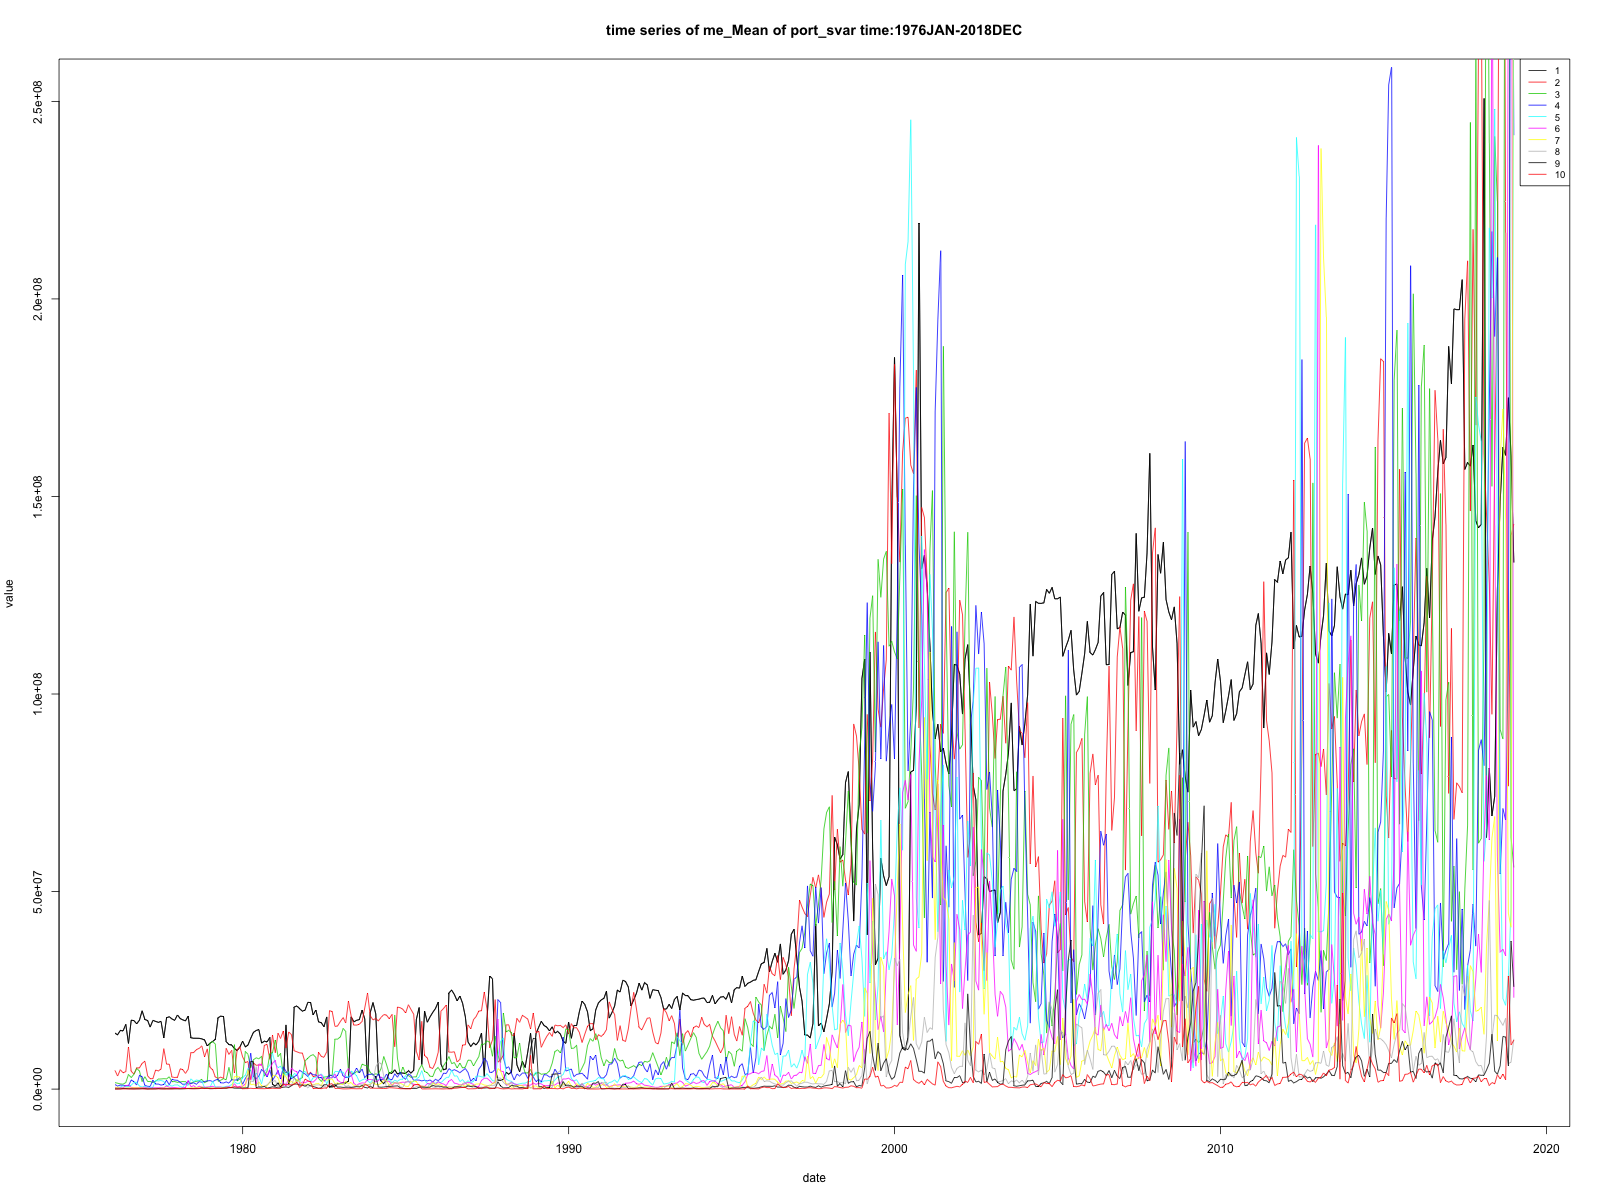 time series of me_Mean of port_svar time:1976JAN-2018DEC
value
2.5e+08
2.0e+08
1.5e+08
1.0e+08
5.0e+07
0.0e+00
1
2
3
4
5
6
7
8
9
10
1980
1990
2000
2010
2020
date